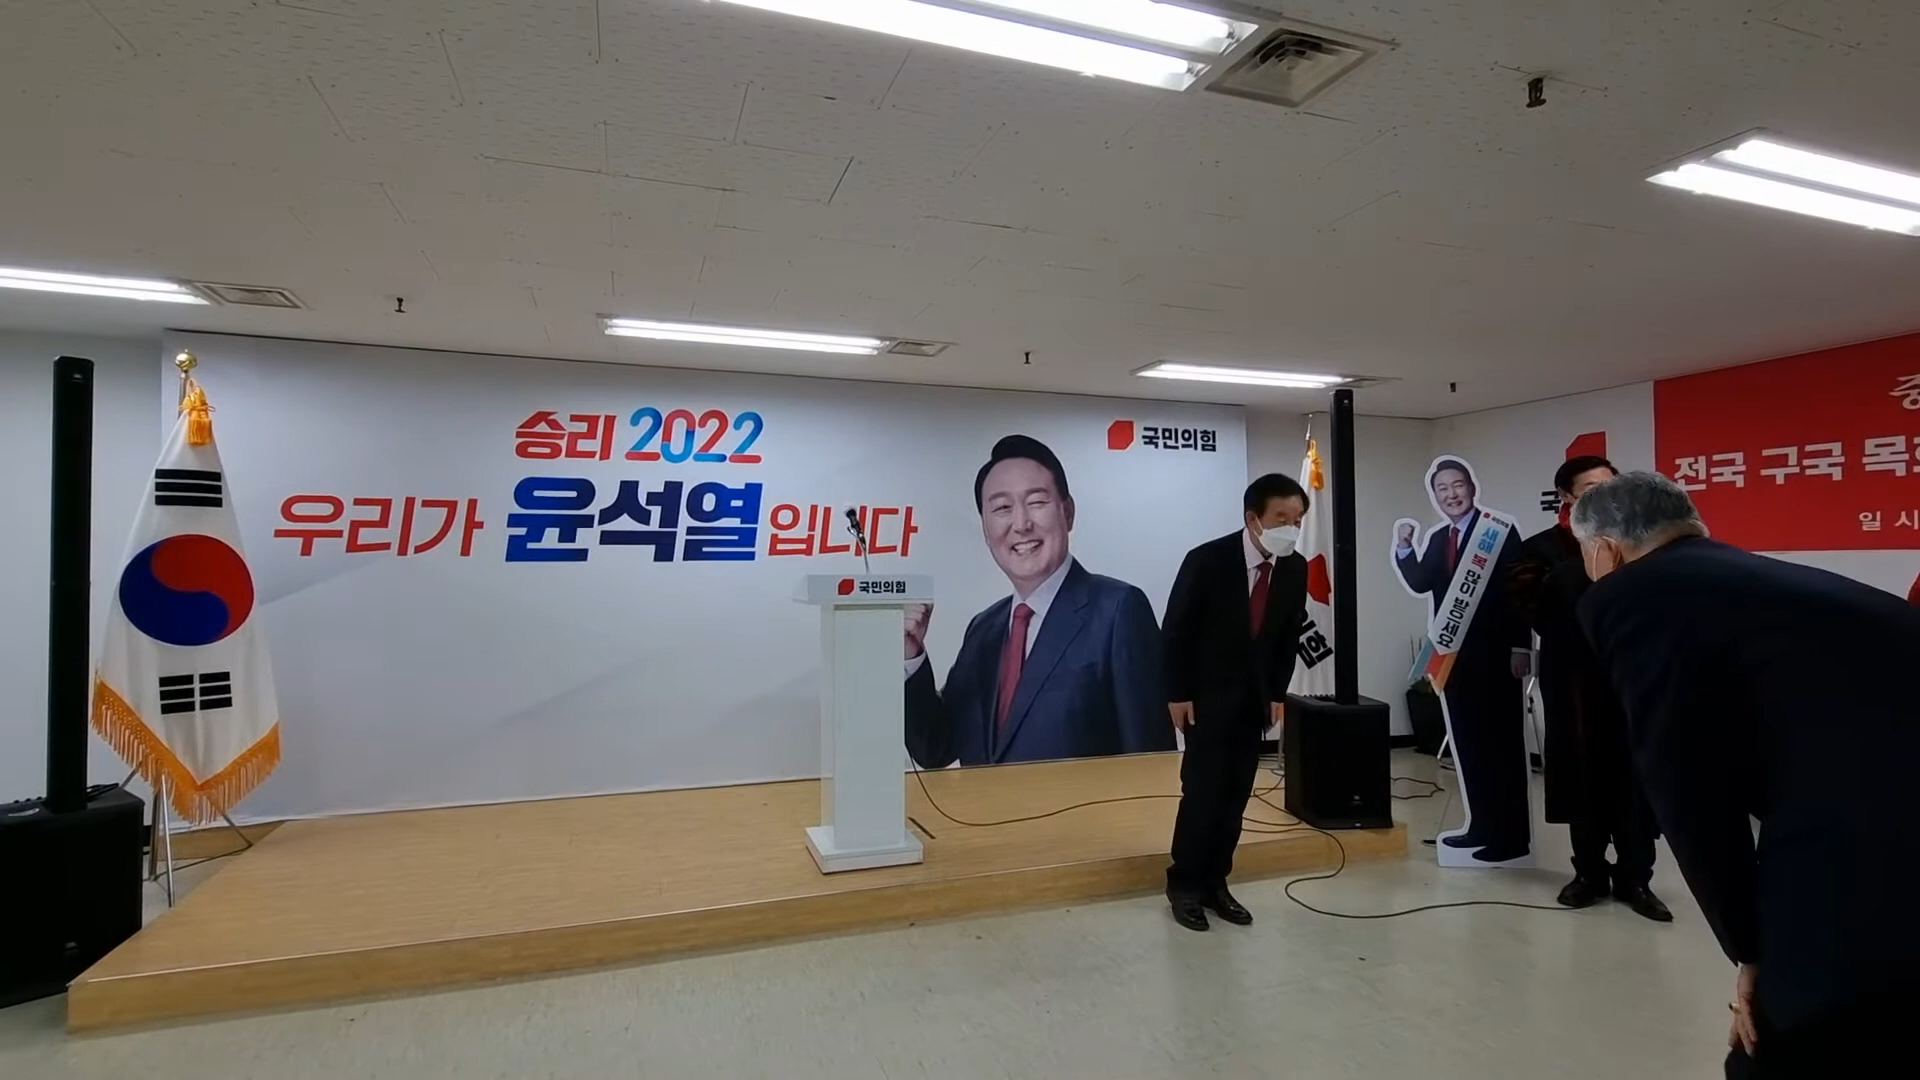 승리 2022
우리가 윤석열입니다
국민의힘
국민의힘
새해 복 많이 받으세요
전국 구국
일 시